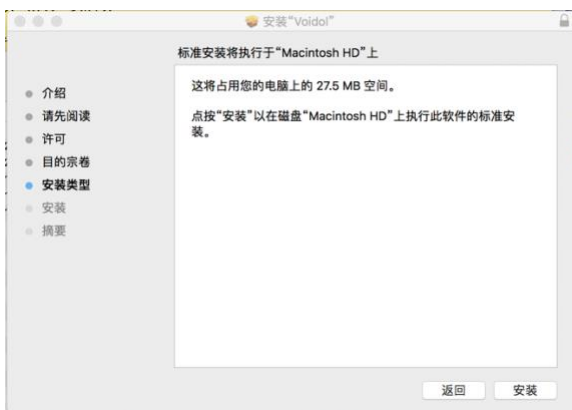 安装“Voidol”
标准安装将执行于“Macintosh HD”上
介绍
请先阅读
许可
目的宗卷
安装类型
安装
摘要
这将占用您的电脑上的 27.5 MB 空间。
点按“安装”以在磁盘“Macintosh HD”上执行此软件的标准安
装。
返回
安装